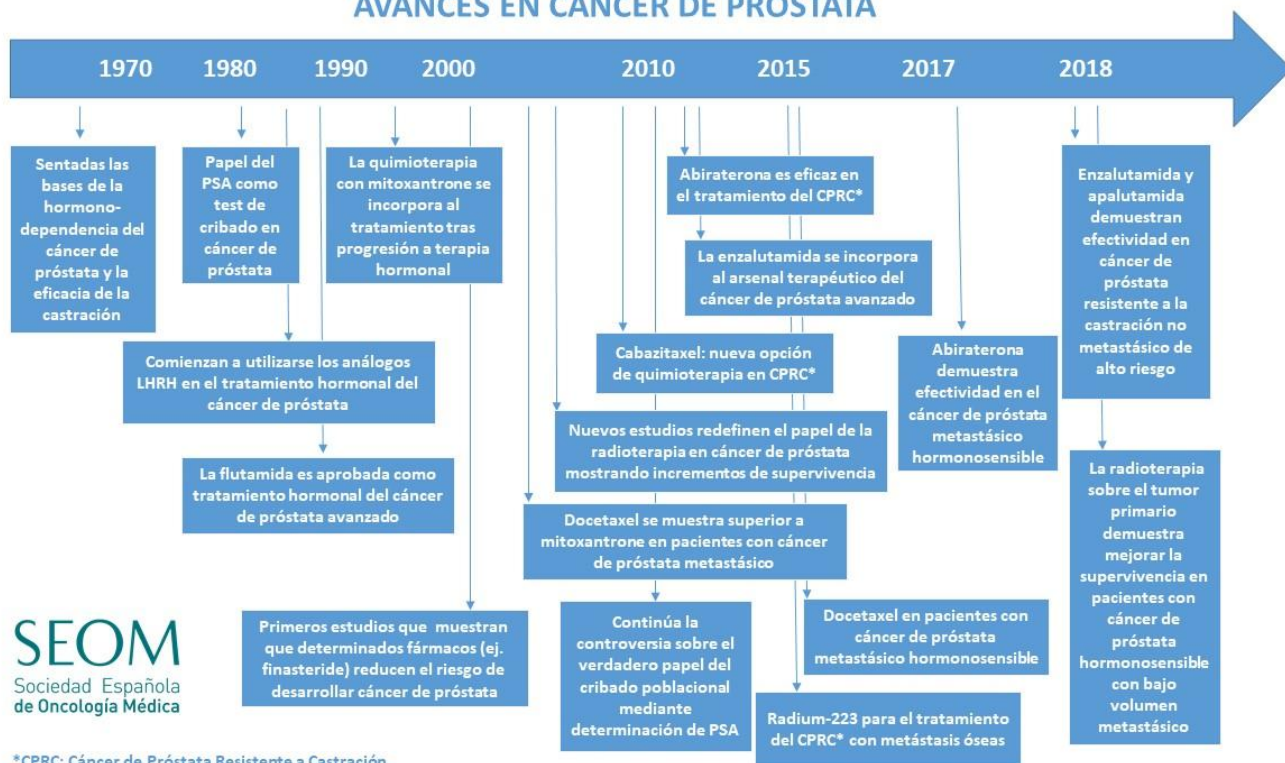 AVANCES EN CÁNCER DE PRÓSTATA
1970 1980 1990 2000 2010 2015 2017 2018
Sentadas las
bases de la
hormono-
dependencia del
cáncer de
próstata y la
eficacia de la
castración
Papel del
PSA como
test de
cribado en
cáncer de
próstata
La quimioterapia
con mitoxantrone se
incorpora al
tratamiento tras
progresión a terapia
hormonal
Comienzan a utilizarse los análogos
LHRH en el tratamiento hormonal del
cáncer de próstata
La flutamida es aprobada como
tratamiento hormonal del cáncer
de próstata avanzado
Primeros estudios que muestran
que determinados fármacos (ej.
finasteride) reducen el riesgo de
desarrollar cáncer de próstata
Abiraterona es eficaz en
el tratamiento del CPRC*
La enzalutamida se incorpora
al arsenal terapéutico del
cáncer de próstata avanzado
Cabazitaxel: nueva opción
de quimioterapia en CPRC*
Nuevos estudios redefinen el papel de la
radioterapia en cáncer de próstata
mostrando incrementos de supervivencia
Docetaxel se muestra superior a
mitoxantrone en pacientes con cáncer
de próstata metastásico
Continúa la
controversia sobre el
verdadero papel del
cribado poblacional
mediante
determinación de PSA
Docetaxel en pacientes con
cáncer de próstata
metastásico hormonosensible
Radium-223 para el tratamiento
del CPRC* con metástasis óseas
Abiraterona
demuestra
efectividad en el
cáncer de próstata
metastásico
hormonosensible
Enzalutamida y
apalutamida
demuestran
efectividad en
cáncer de
próstata
resistente a la
castración no
metastásico de
alto riesgo
La radioterapia
sobre el tumor
primario
demuestra
mejorar la
supervivencia en
pacientes con
cáncer de
próstata
hormonosensible
con bajo
volumen
metastásico
SEOM
Sociedad Española
de Oncología Médica
*CPRC: Cáncer de Próstata Resistente a Castración